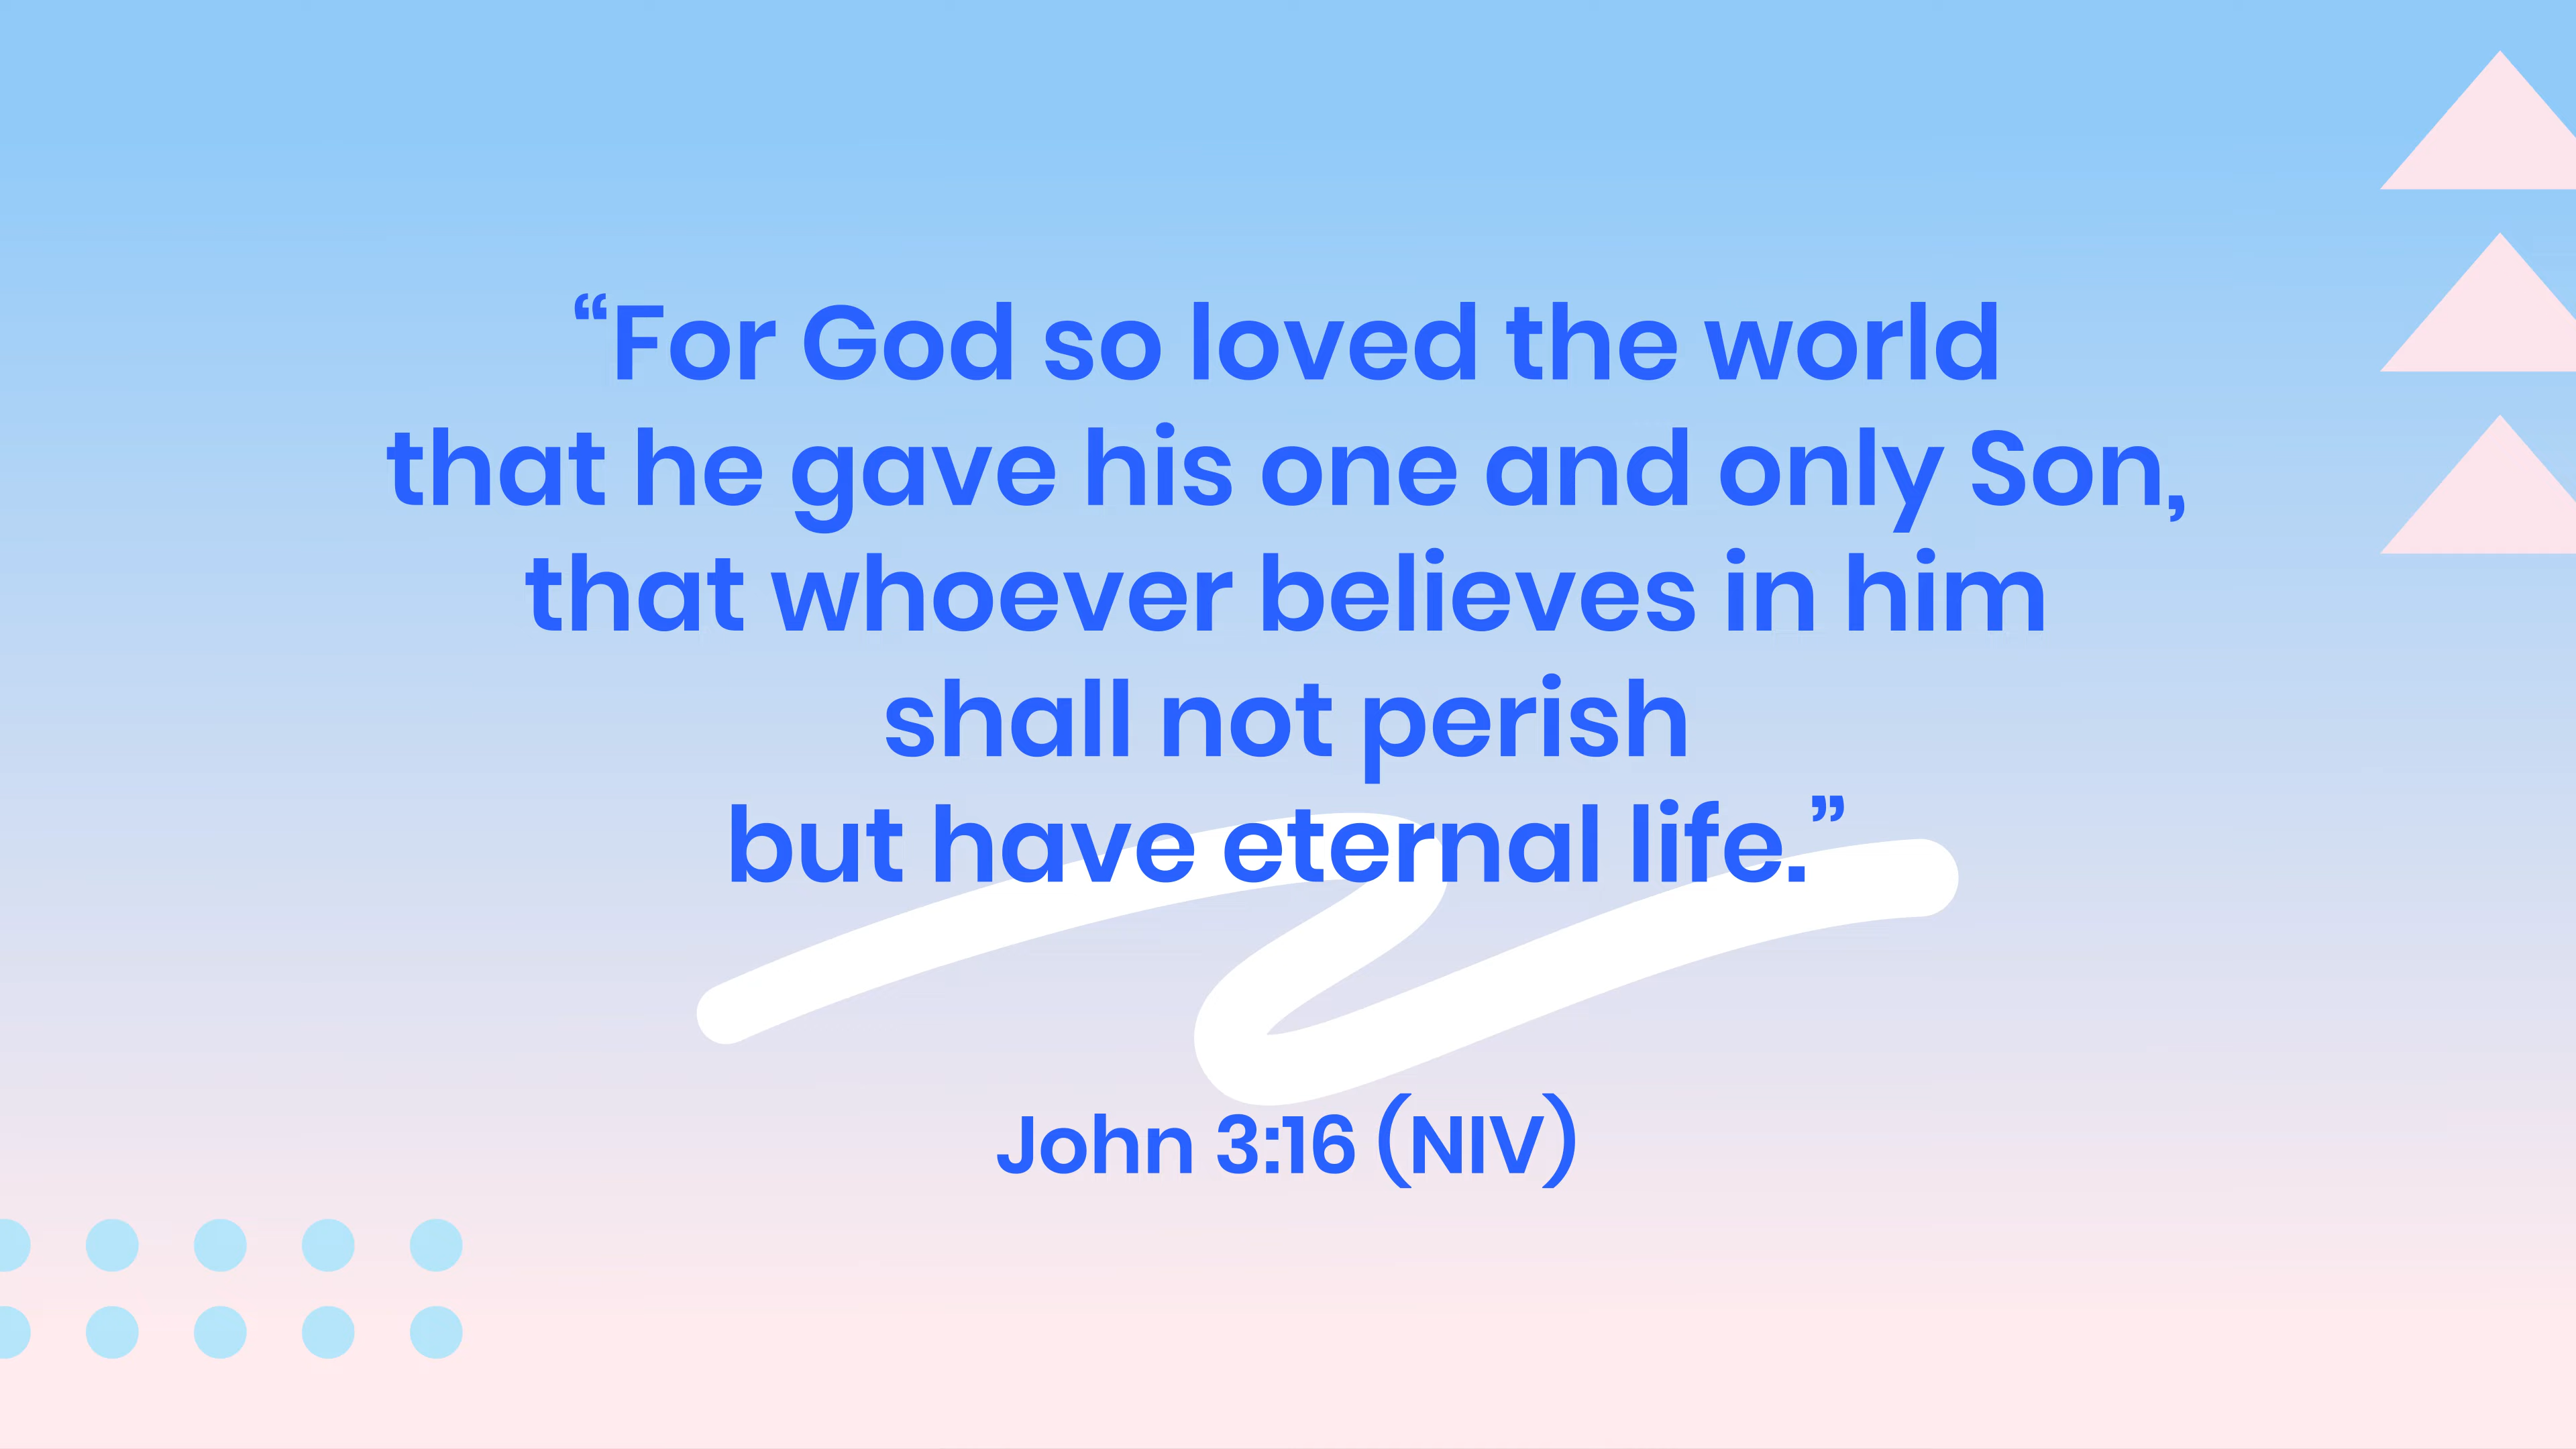 “For God so loved the world
that he gave his one and only Son,
that whoever believes in him
shall not perish
but have eternal life.”
John 3:16 (NIV)